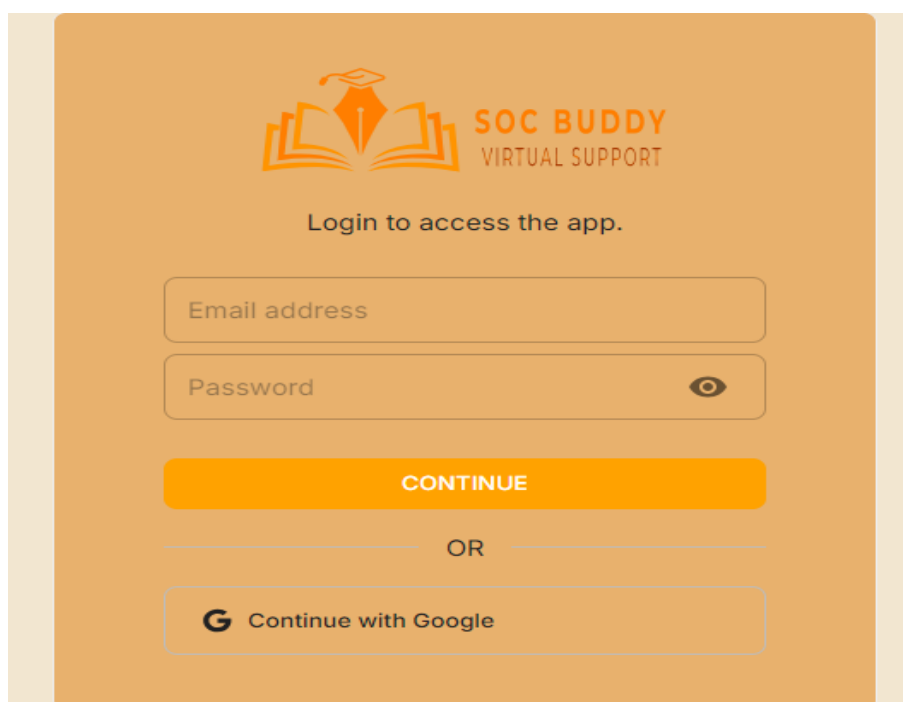 SOC BUDDY
VIRTUAL SUPPORT
Login to access the app.
Email address
Password
CONTINUE
OR
G Continue with Google